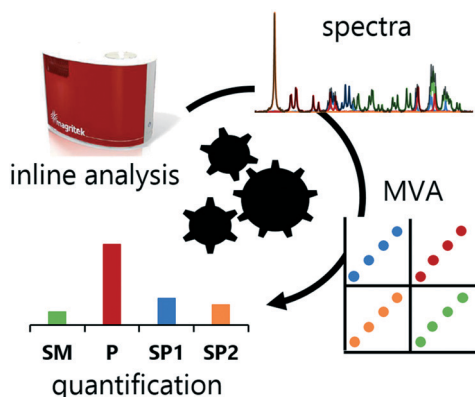 spectra
magritek
inline analysis
MVA
SM P SP1 SP2
quantification